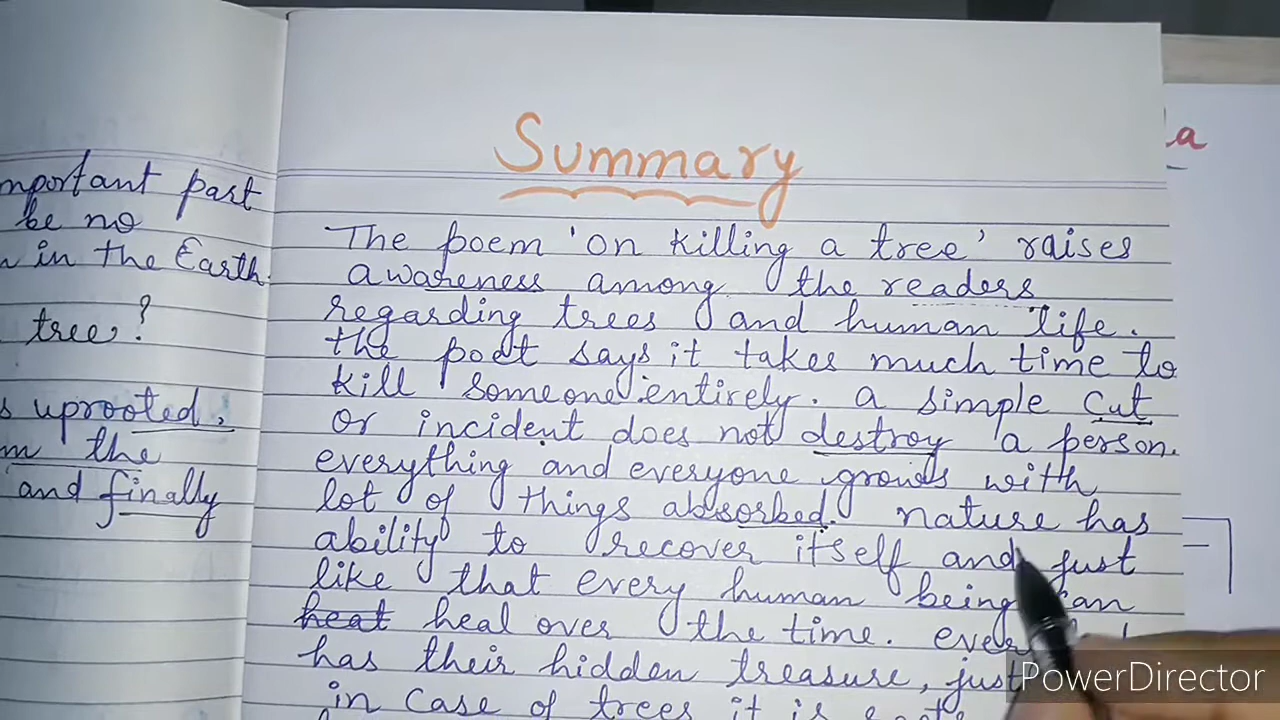 mportant part
be no
in the Earth.
tree?
s uprooted,
m the
and finally
Summary
The poem 'on killing a tree' raises
awareness among the readers
regarding trees and human life.
the poet says it takes much time to
kill someone entirely. a simple cut
or incident does not destroy a person.
everything and everyone grows with
lot of things absorbed. nature has
ability to recover itself and just
like that every human being can
heat heal over the time.
has their hidden treasure, just
in case of trees it is
a
PowerDirector